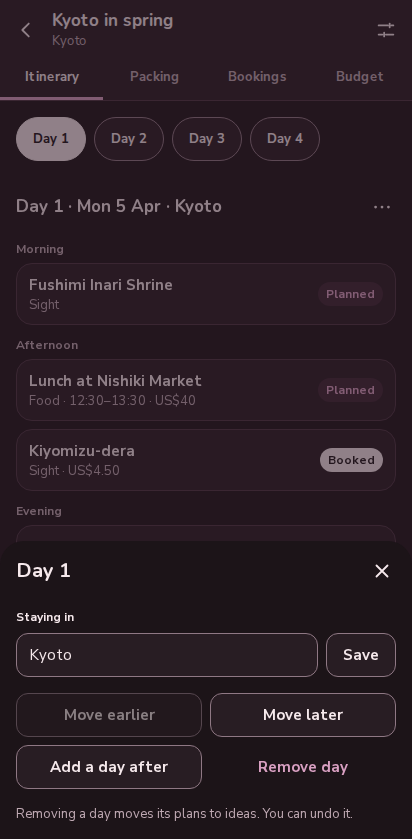 Kyoto in spring
Kyoto
Itinerary Packing Bookings Budget
Day 1 Day 2 Day 3 Day 4
Day 1 · Mon 5 Apr · Kyoto
Morning
Fushimi Inari Shrine
Sight
Planned
Afternoon
Lunch at Nishiki Market
Food · 12:30–13:30 · US$40
Planned
Kiyomizu-dera
Sight · US$4.50
Booked
Evening
Day 1
Staying in
Kyoto
Save
Move earlier Move later
Add a day after Remove day
Removing a day moves its plans to ideas. You can undo it.